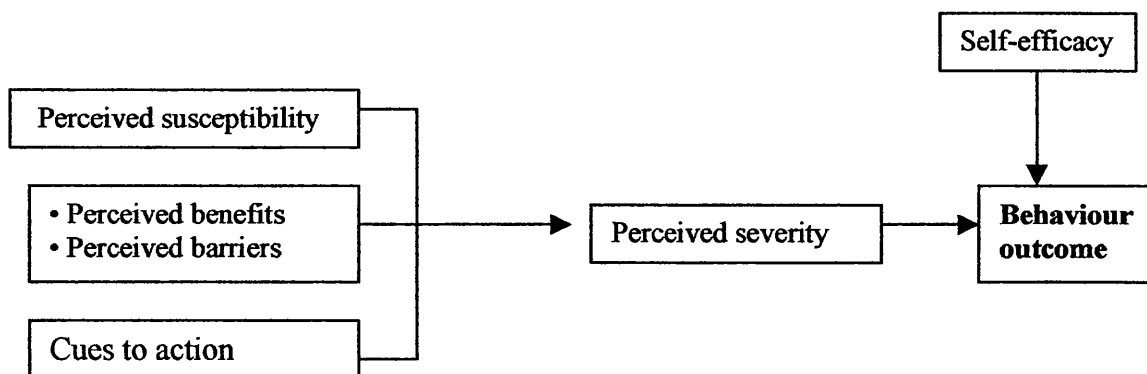 Self-efficacy
Perceived susceptibility
• Perceived benefits
• Perceived barriers
Perceived severity
Behaviour
outcome
Cues to action